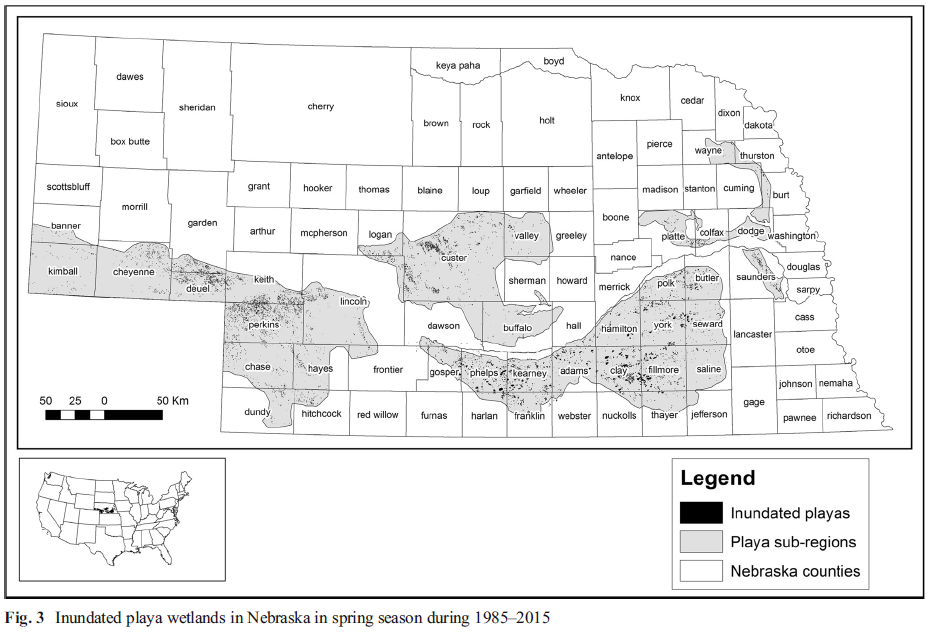 keya paha
boyd
dawes
sioux
sheridan
cherry
knox
cedar
dixon
brown
rock
holt
dakota
box butte
antelope
pierce
wayne
thurston
scottsbluff
grant
hooker
thomas
blaine
loup
garfield
wheeler
madison
stanton
cuming
burt
morrill
garden
boone
banner
arthur
mcpherson
logan
valley
greeley
platte
colfax
dodge
washington
custer
nance
kimball
cheyenne
keith
sherman
howard
merrick
polk
butler
saunders
douglas
deuel
lincoln
sarpy
perkins
dawson
buffalo
hall
hamilton
york
seward
lancaster
cass
otoe
chase
hayes
frontier
gosper
phelps
kearney
adams
clay
fillmore
saline
johnson
nemaha
gage
dundy
hitchcock
red willow
furnas
harlan
franklin
webster
nuckolls
thayer
jefferson
pawnee
richardson
50 25 0 50 Km
Legend
Inundated playas
Playa sub-regions
Nebraska counties
Fig. 3 Inundated playa wetlands in Nebraska in spring season during 1985–2015